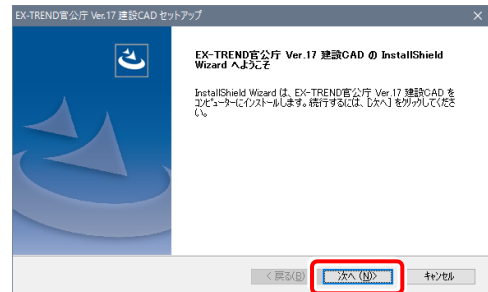 EX-TREND官公庁 Ver.17 建設CAD セットアップ
EX-TREND官公庁 Ver.17 建設CAD の InstallShield
Wizard へようこそ
InstallShield Wizard は、EX-TREND官公庁 Ver.17 建設CAD を
コンピューターにインストールします。続行するには、[次へ] をクリックしてくださ
い。
< 戻る(B)
次へ (N)>
キャンセル